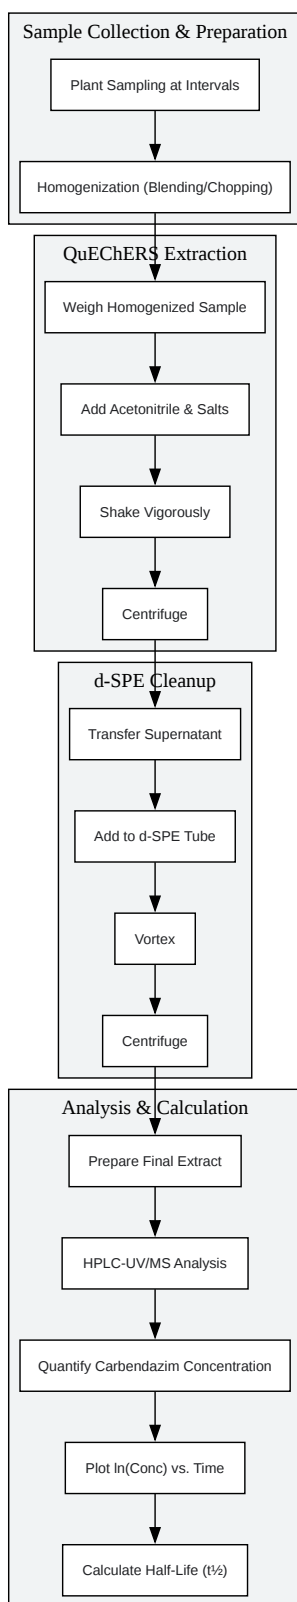 Sample Collection & Preparation
Plant Sampling at Intervals
Homogenization (Blending/Chopping)
QuEChERS Extraction
Weigh Homogenized Sample
Add Acetonitrile & Salts
Shake Vigorously
Centrifuge
d-SPE Cleanup
Transfer Supernatant
Add to d-SPE Tube
Vortex
Centrifuge
Analysis & Calculation
Prepare Final Extract
HPLC-UV/MS Analysis
Quantify Carbendazim Concentration
Plot ln(Conc) vs. Time
Calculate Half-Life (t½)